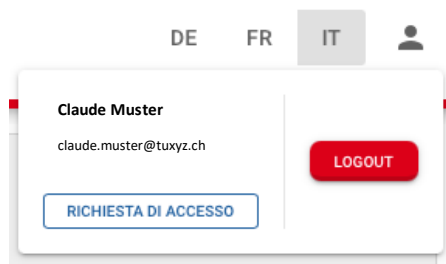 DE FR IT
Claude Muster
claude.muster@tuxyz.ch
LOGOUT
RICHIESTA DI ACCESSO